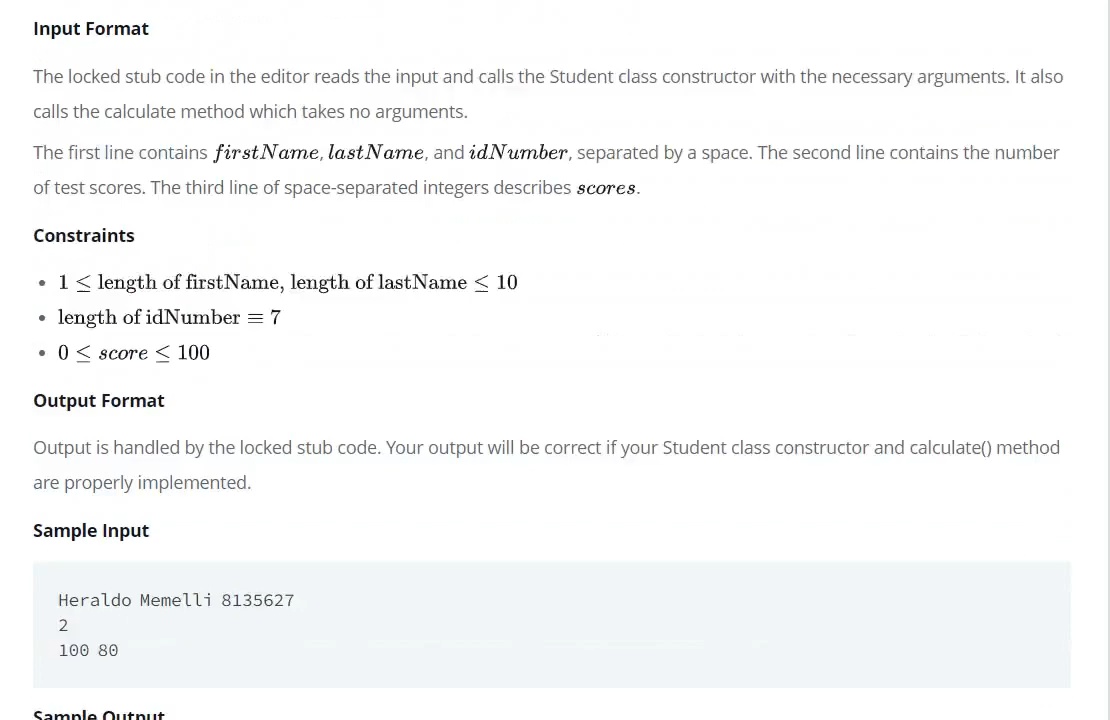 Input Format
The locked stub code in the editor reads the input and calls the Student class constructor with the necessary arguments. It also
calls the calculate method which takes no arguments.
The first line contains firstName, lastName, and idNumber, separated by a space. The second line contains the number
of test scores. The third line of space-separated integers describes scores.
Constraints
• 1 ≤ length of firstName, length of lastName ≤ 10
• length of idNumber ≡ 7
• 0 ≤ score ≤ 100
Output Format
Output is handled by the locked stub code. Your output will be correct if your Student class constructor and calculate() method
are properly implemented.
Sample Input
Heraldo Memelli 8135627
2
100 80
Sample Output